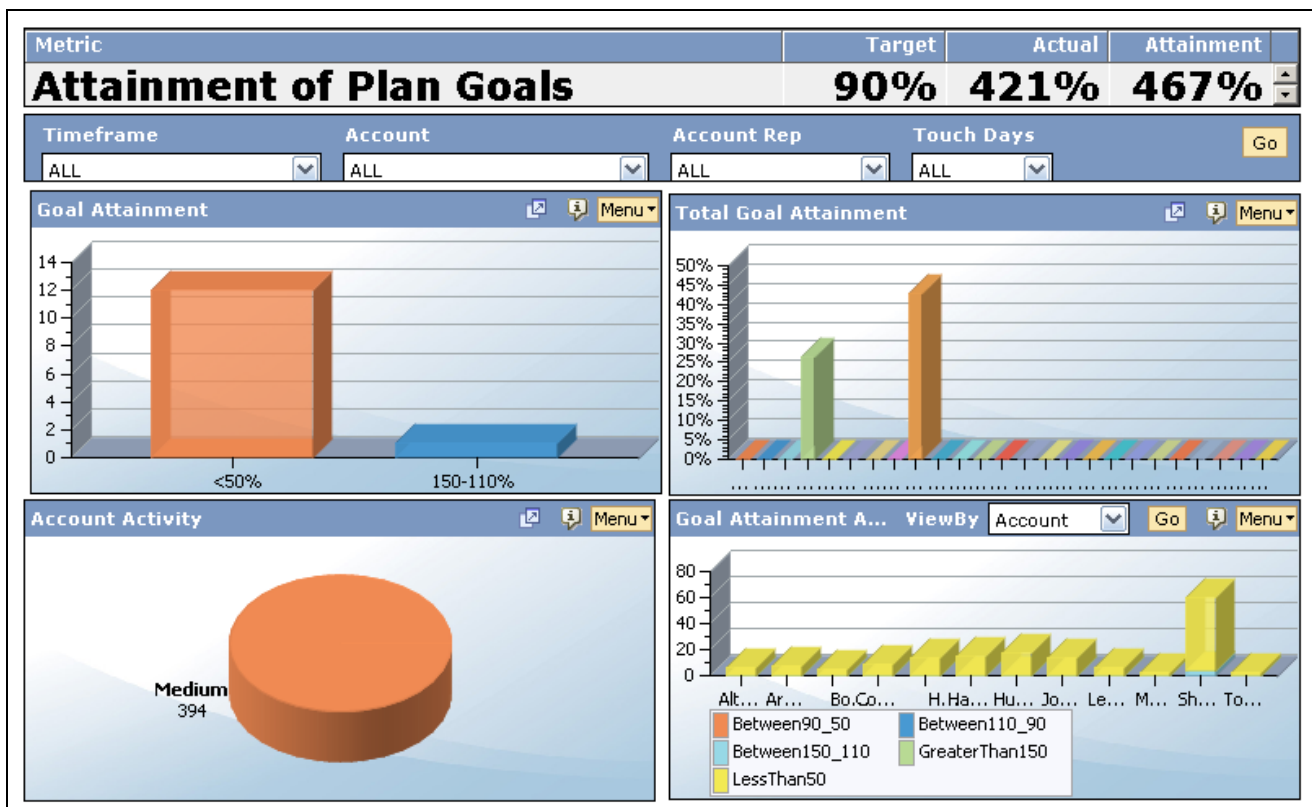 Metric Target Actual Attainment
Attainment of Plan Goals 90% 421% 467%
Timeframe Account Account Rep Touch Days
ALL ALL ALL ALL Go
Goal Attainment Menu
14
12
10
8
6
4
2
0
<50% 150-110%
Total Goal Attainment Menu
50%
45%
40%
35%
30%
25%
20%
15%
10%
5%
0%
... ... ... ... ... ... ... ... ... ... ... ...
Account Activity Menu
Medium
394
Goal Attainment A... ViewBy Account Go Menu
80
60
40
20
0
Alt... Ar... Bo.Co... H.Ha... Hu... Jo... Le... M... Sh... To...
Between90_50 Between110_90
Between150_110 GreaterThan150
LessThan50